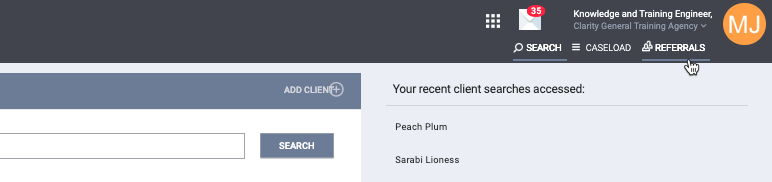 35
Knowledge and Training Engineer,
Clarity General Training Agency
MJ
SEARCH CASELOAD REFERRALS
ADD CLIENT
Your recent client searches accessed:
Peach Plum
SEARCH
Sarabi Lioness